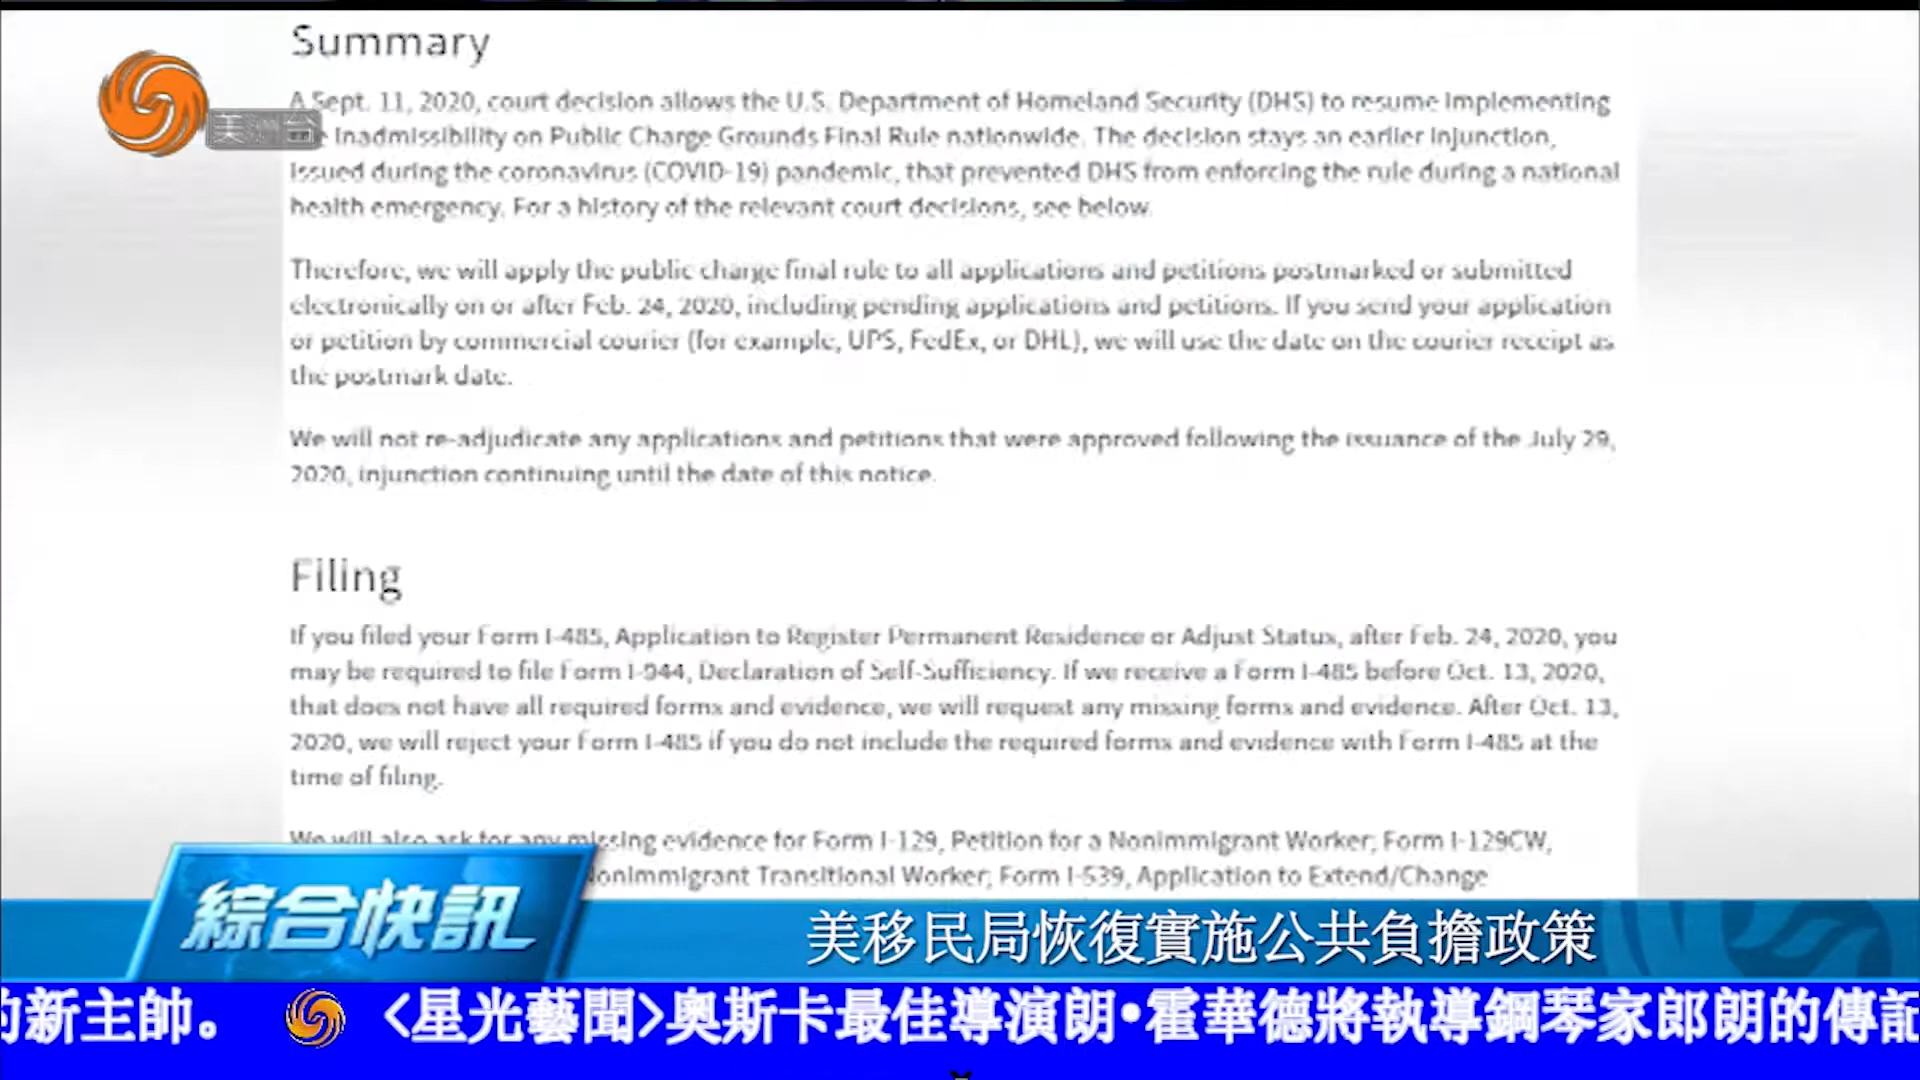 Summary
美洲台
A Sept. 11, 2020, court decision allows the U.S. Department of Homeland Security (DHS) to resume implementing
Inadmissibility on Public Charge Grounds Final Rule nationwide. The decision stays an earlier injunction,
issued during the coronavirus (COVID-19) pandemic, that prevented DHS from enforcing the rule during a national
health emergency. For a history of the relevant court decisions, see below.
Therefore, we will apply the public charge final rule to all applications and petitions postmarked or submitted
electronically on or after Feb. 24, 2020, including pending applications and petitions. If you send your application
or petition by commercial courier (for example, UPS, FedEx, or DHL), we will use the date on the courier receipt as
the postmark date.
We will not re-adjudicate any applications and petitions that were approved following the issuance of the July 29,
2020, injunction continuing until the date of this notice.
Filing
If you filed your Form I-485, Application to Register Permanent Residence or Adjust Status, after Feb. 24, 2020, you
may be required to file Form I-944, Declaration of Self-Sufficiency. If we receive a Form I-485 before Oct. 13, 2020,
that does not have all required forms and evidence, we will request any missing forms and evidence. After Oct. 13,
2020, we will reject your Form I-485 if you do not include the required forms and evidence with Form I-485 at the
time of filing.
We will also ask for any missing evidence for Form I-129, Petition for a Nonimmigrant Worker; Form I-129CW,
Nonimmigrant Transitional Worker; Form I-539, Application to Extend/Change
綜合快訊
美移民局恢復實施公共負擔政策
的新主帥。 <星光藝聞>奧斯卡最佳導演朗•霍華德將執導鋼琴家郎朗的傳記